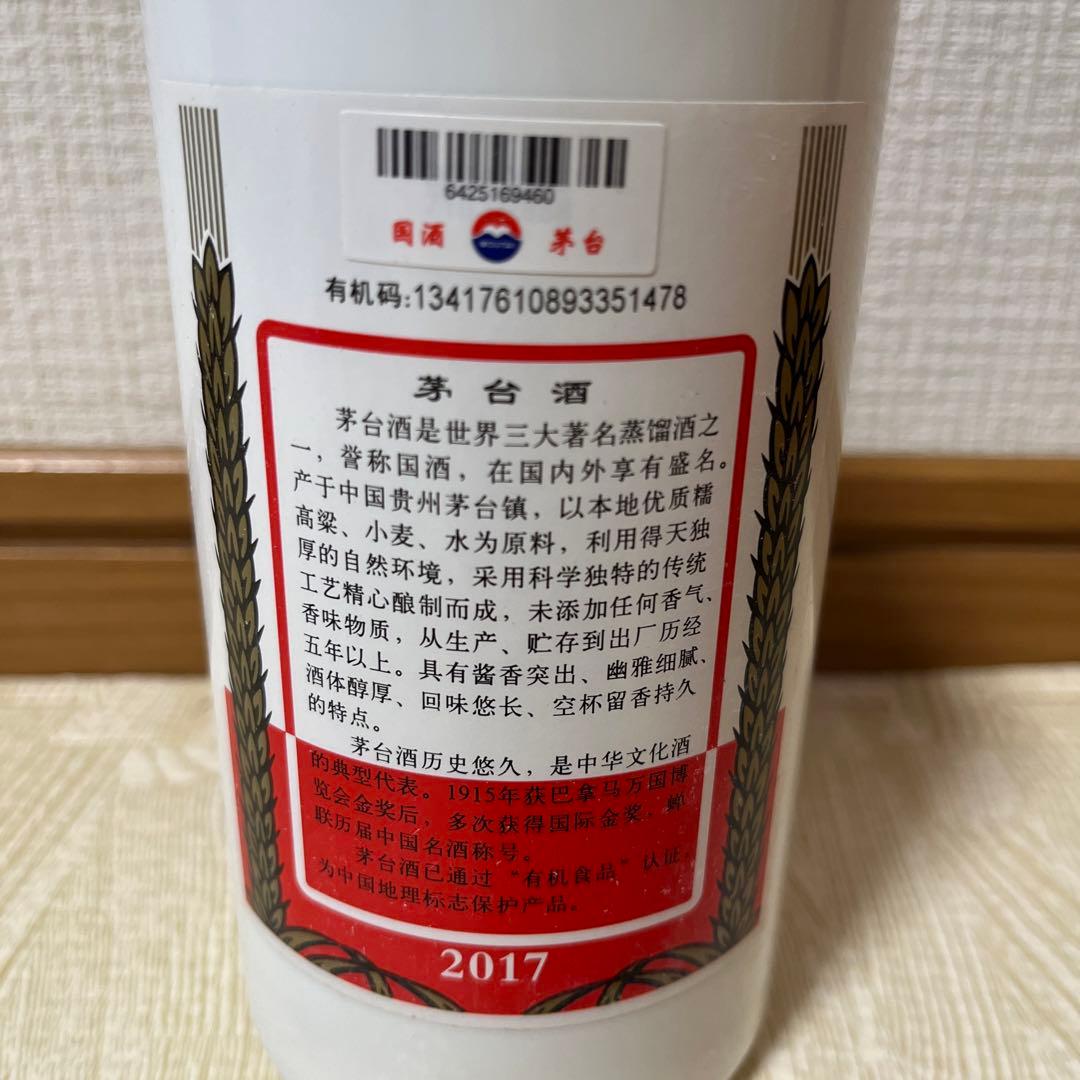 6425169460
国酒 茅台
有机码:13417610893351478
茅台酒
茅台酒是世界三大著名蒸馏酒之
一，誉称国酒，在国内外享有盛名。
产于中国贵州茅台镇，以本地优质糯
高粱、小麦、水为原料，利用得天独
厚的自然环境，采用科学独特的传统
工艺精心酿制而成，未添加任何香气、
香味物质，从生产、贮存到出厂历经
五年以上。具有酱香突出、幽雅细腻、
酒体醇厚、回味悠长、空杯留香持久
的特点。
茅台酒历史悠久，是中华文化酒
的典型代表。1915年获巴拿马万国博
览会金奖后，多次获得国际金奖，蝉
联历届中国名酒称号。
茅台酒已通过“有机食品”认证，
为中国地理标志保护产品。
2017